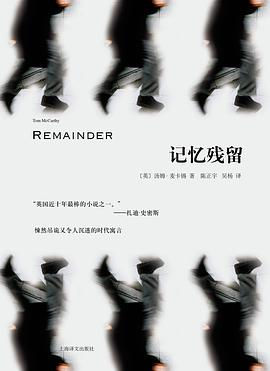 Tom McCarthy
REMAINDER
记忆残留
［英］汤姆·麦卡锡 著 陈正宇 吴杨 译
“英国近十年最棒的小说之一。”
——扎迪·史密斯
悚然吊诡又令人沉迷的时代寓言
上海译文出版社